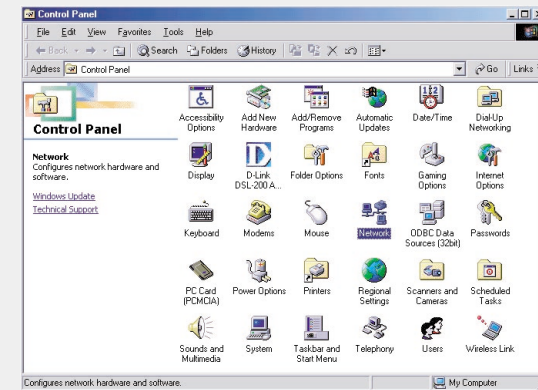 Control Panel
File Edit View Favorites Tools Help
Back Search Folders History
Address Control Panel Go Links
Control Panel
Network
Configures network hardware and
software.
Windows Update
Technical Support
Accessibility
Options
Add New
Hardware
Add/Remove
Programs
Automatic
Updates
Date/Time
Dial-Up
Networking
Display
D-Link
DSL-200 A...
Folder Options
Fonts
Gaming
Options
Internet
Options
Keyboard
Modems
Mouse
Network
ODBC Data
Sources (32bit)
Passwords
PC Card
(PCMCIA)
Power Options
Printers
Regional
Settings
Scanners and
Cameras
Scheduled
Tasks
Sounds and
Multimedia
System
Taskbar and
Start Menu
Telephony
Users
Wireless Link
Configures network hardware and software. My Computer